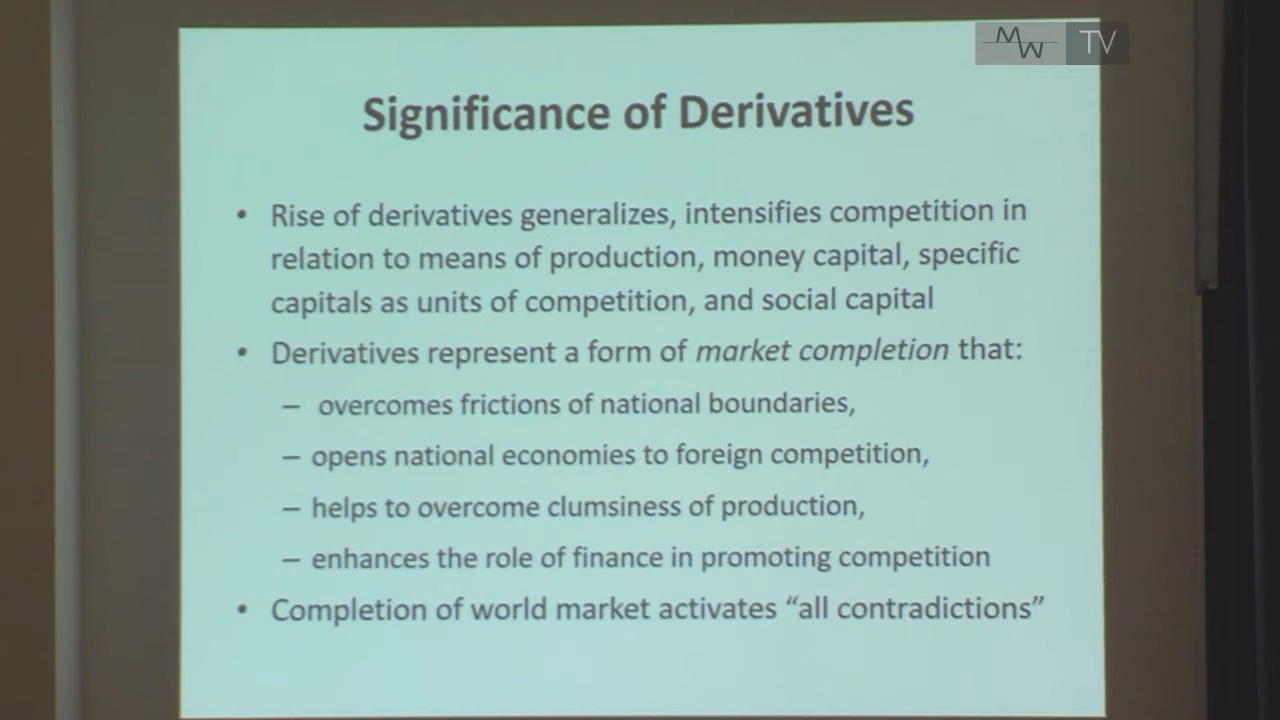 MW TV
Significance of Derivatives
• Rise of derivatives generalizes, intensifies competition in
relation to means of production, money capital, specific
capitals as units of competition, and social capital
• Derivatives represent a form of market completion that:
– overcomes frictions of national boundaries,
– opens national economies to foreign competition,
– helps to overcome clumsiness of production,
– enhances the role of finance in promoting competition
• Completion of world market activates “all contradictions”